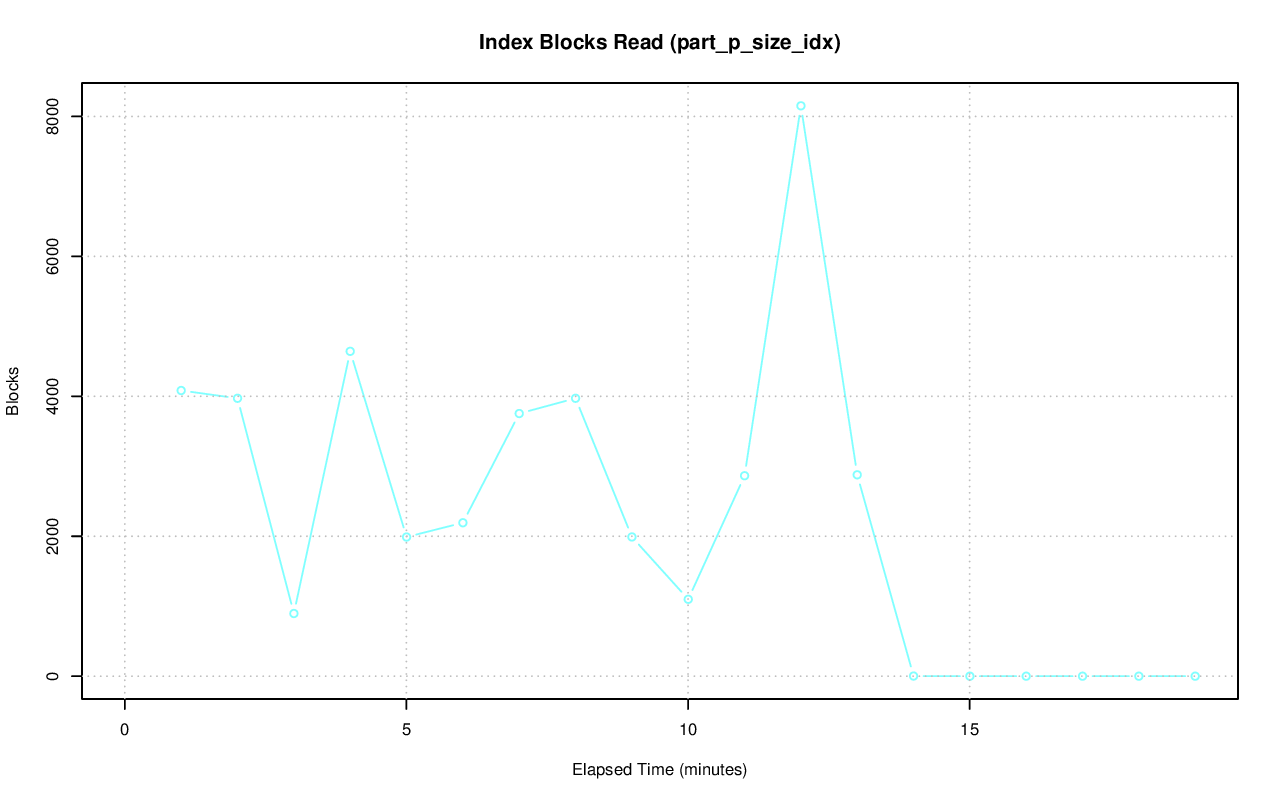 Index Blocks Read (part_p_size_idx)
Blocks
8000
6000
4000
2000
0
0 5 10 15
Elapsed Time (minutes)